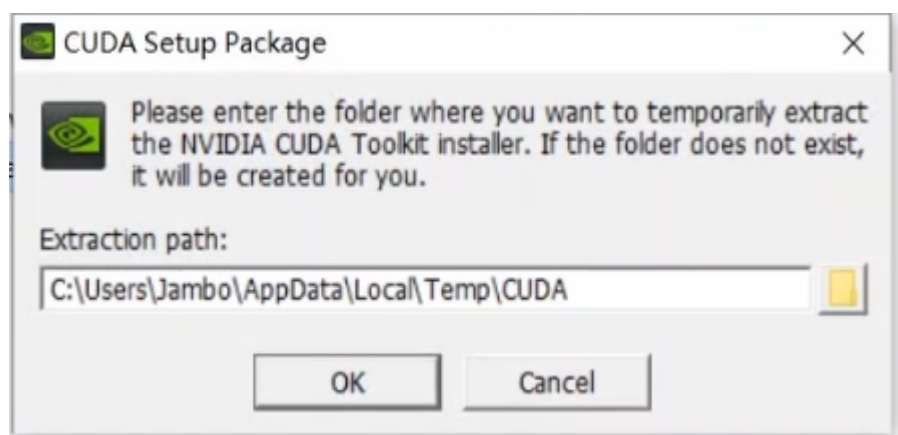 CUDA Setup Package
Please enter the folder where you want to temporarily extract
the NVIDIA CUDA Toolkit installer. If the folder does not exist,
it will be created for you.
Extraction path:
C:\Users\Jambo\AppData\Local\Temp\CUDA
OK Cancel